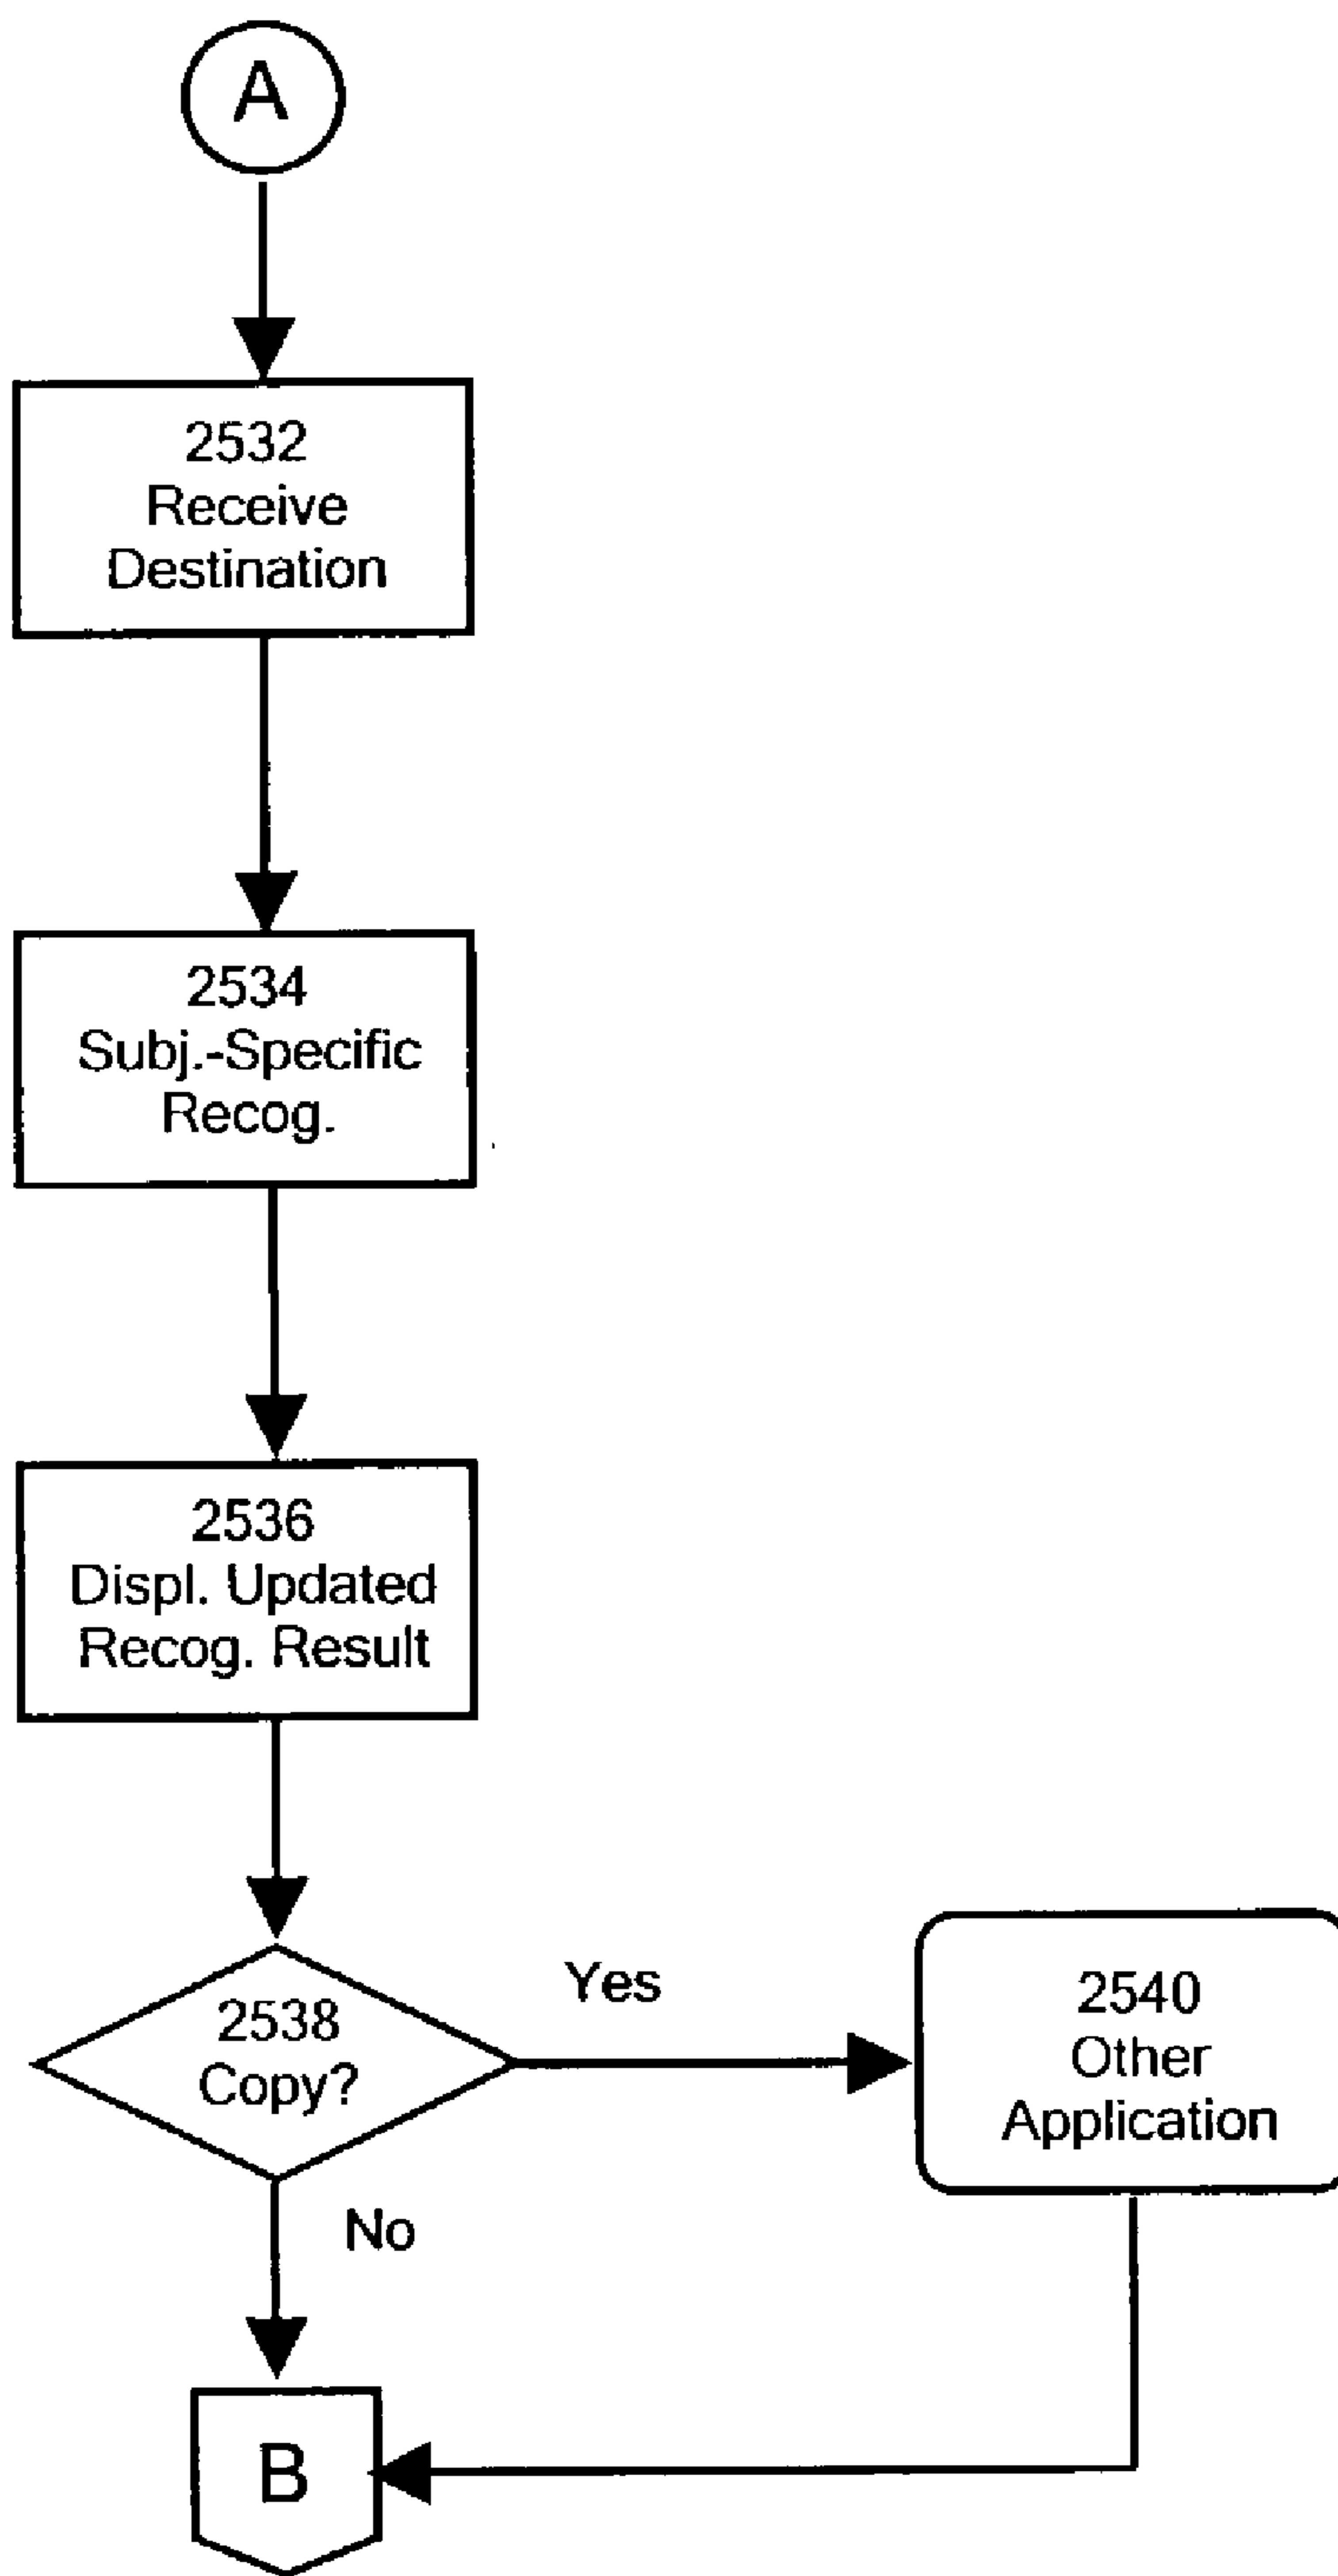 A
2532
Receive
Destination
2534
Subj.-Specific
Recog.
2536
Displ. Updated
Recog. Result
2538
Copy?
Yes
2540
Other
Application
No
B